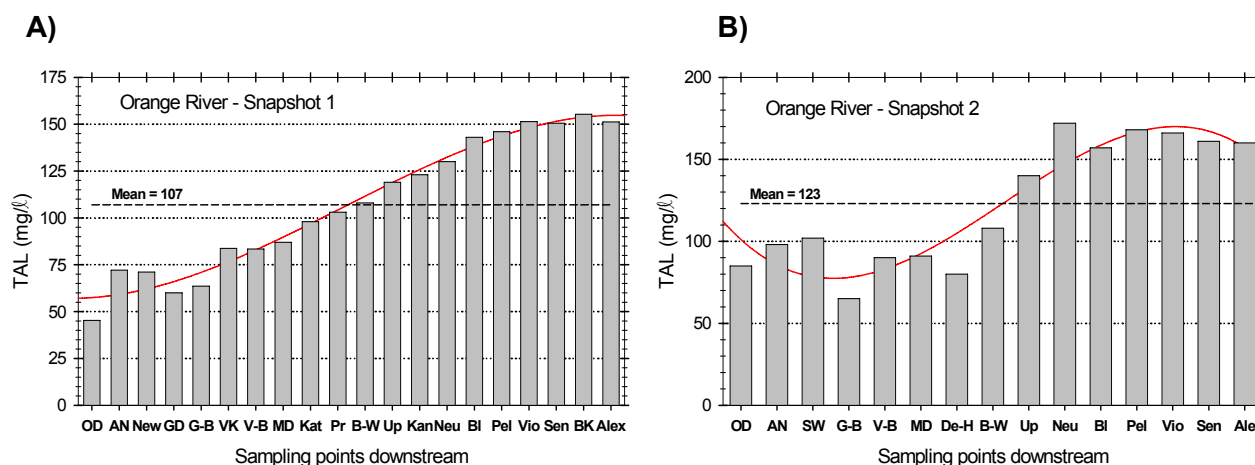 A)
Orange River - Snapshot 1
Mean = 107
TAL (mg/ℓ)
175
150
125
100
75
50
25
0
OD AN New GD G-B VK V-B MD Kat Pr B-W Up Kan Neu Bl Pel Vio Sen BK Alex
Sampling points downstream
B)
Orange River - Snapshot 2
Mean = 123
TAL (mg/ℓ)
200
150
100
50
0
OD AN SW G-B V-B MD De-H B-W Up Neu Bl Pel Vio Sen Ale
Sampling points downstream